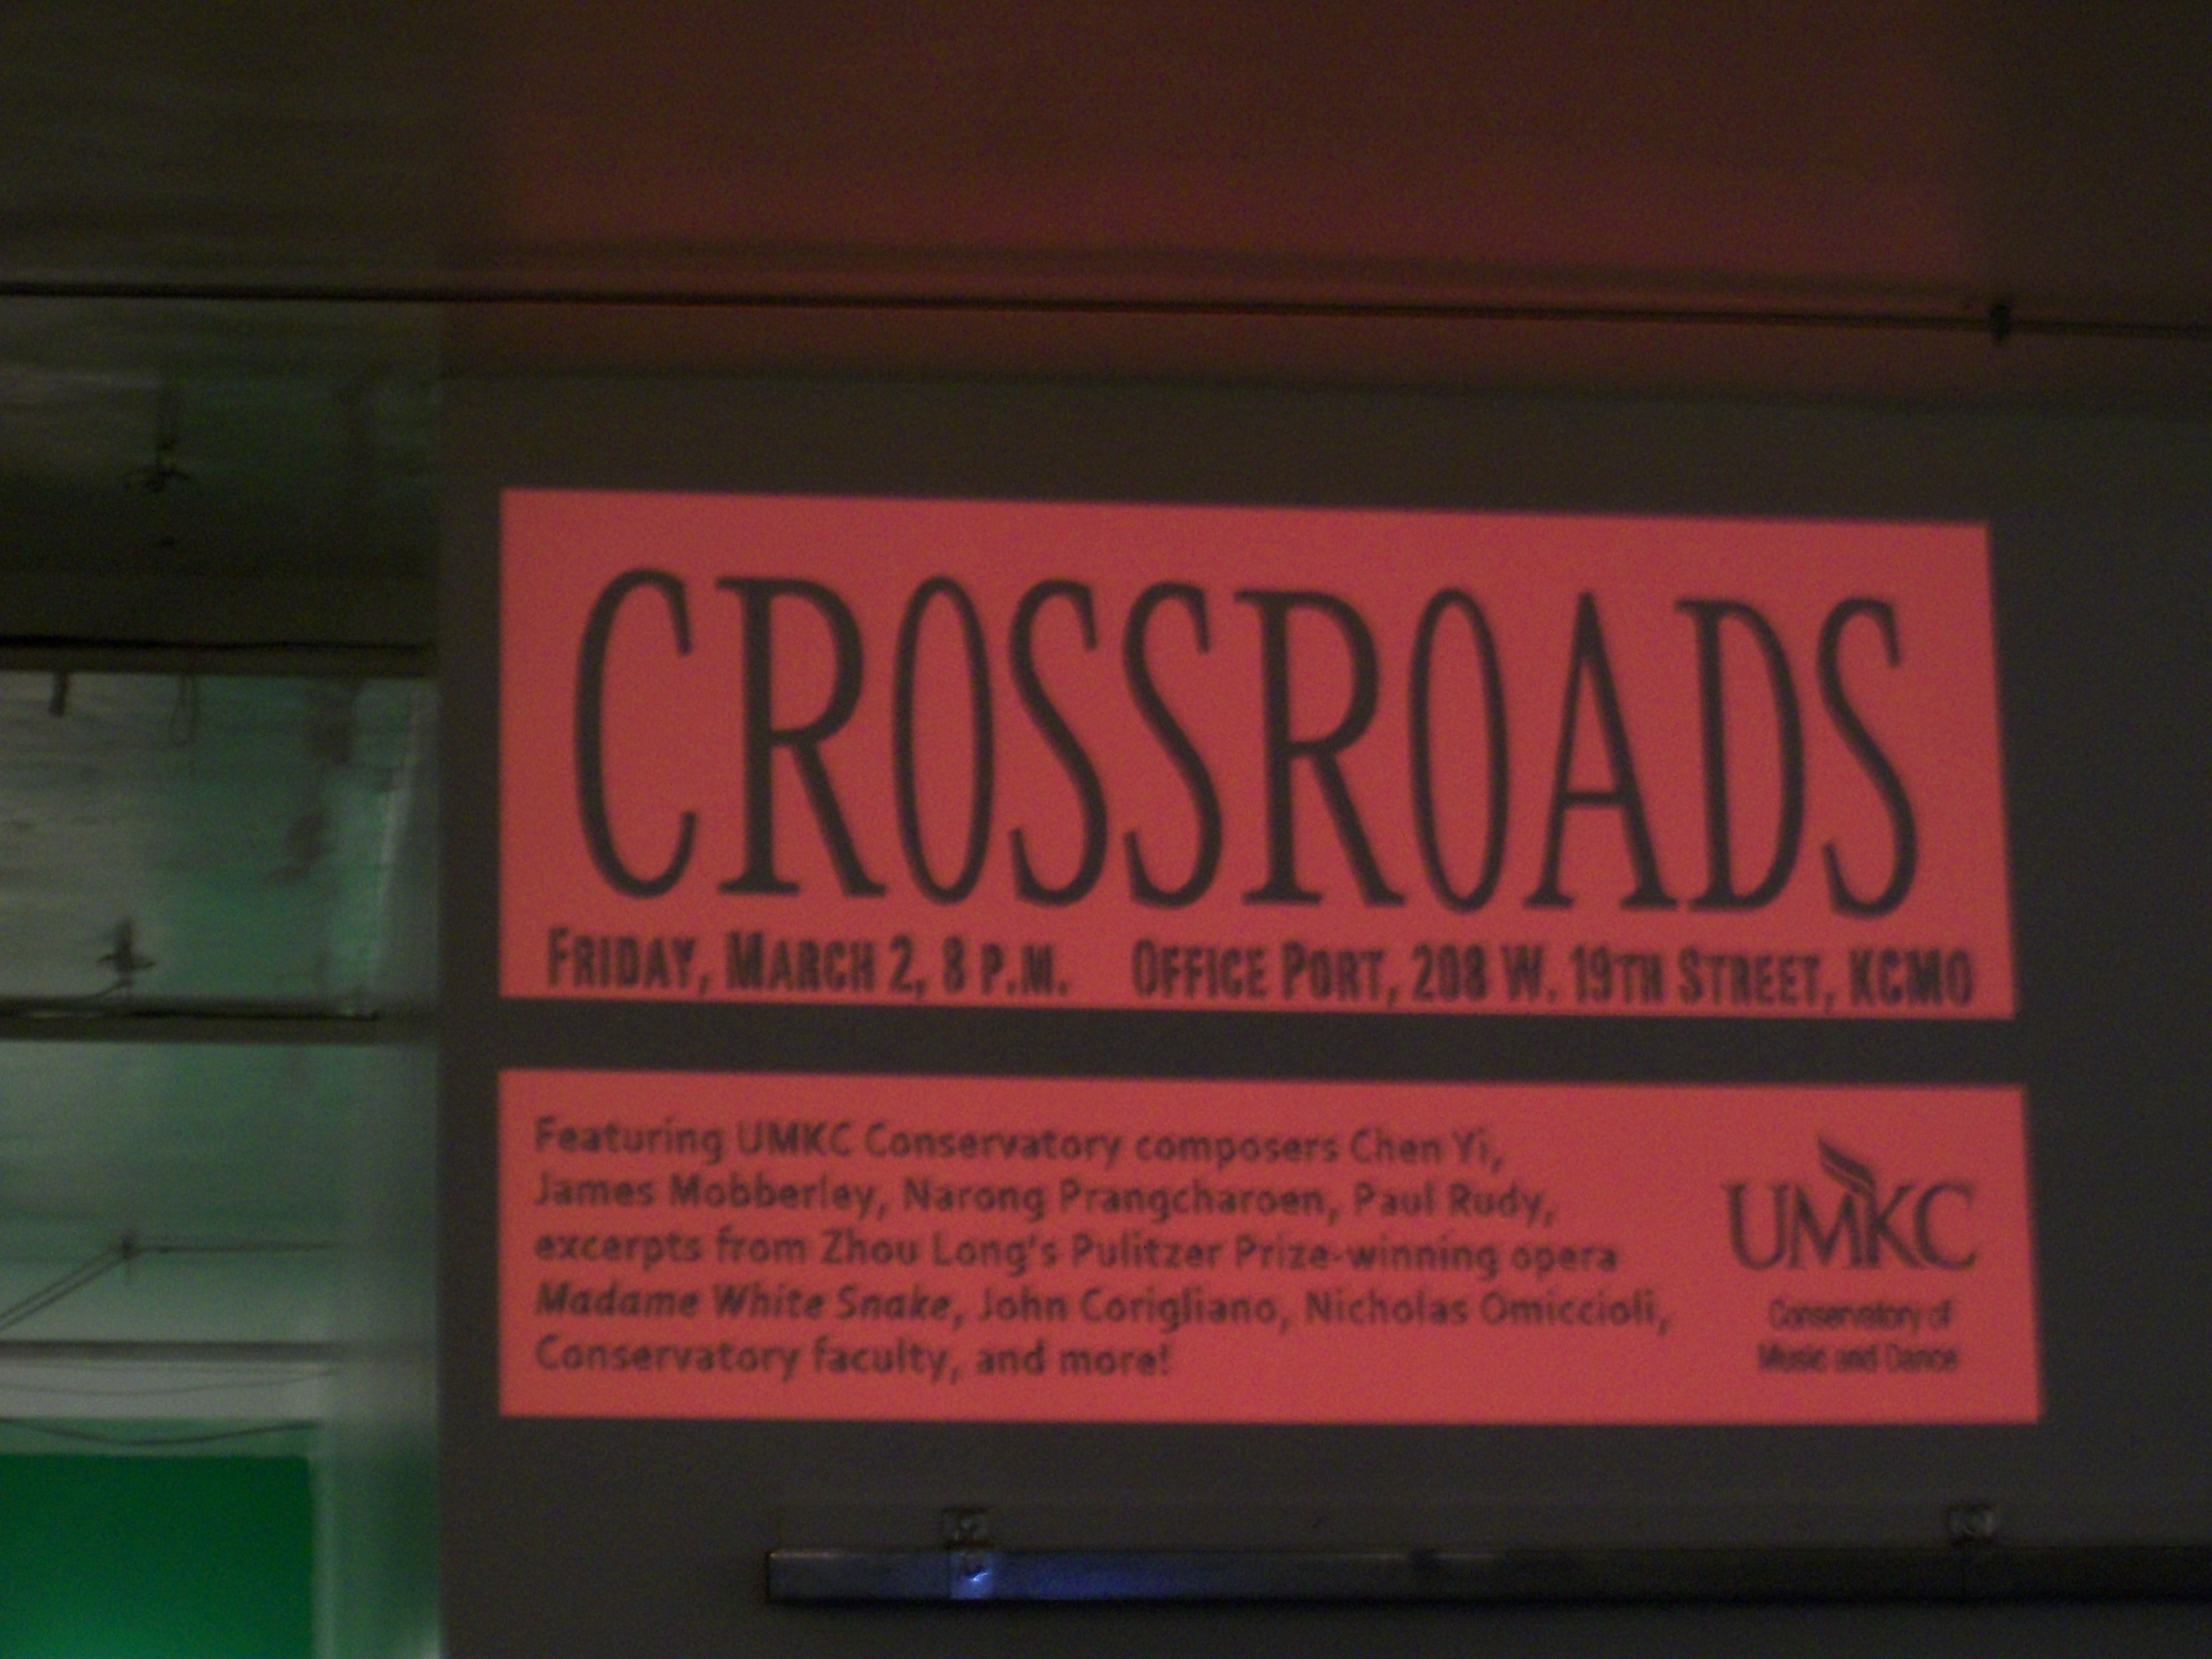 CROSSROADS
FRIDAY, MARCH 2, 8 P.M. OFFICE PORT, 208 W. 19TH STREET, KCMO
Featuring UMKC Conservatory composers Chen Yi,
James Mobberley, Narong Prangcharoen, Paul Rudy,
excerpts from Zhou Long's Pulitzer Prize-winning opera
Madame White Snake, John Corigliano, Nicholas Omiccioli,
Conservatory faculty, and more!
UMKC
Conservatory of
Music and Dance